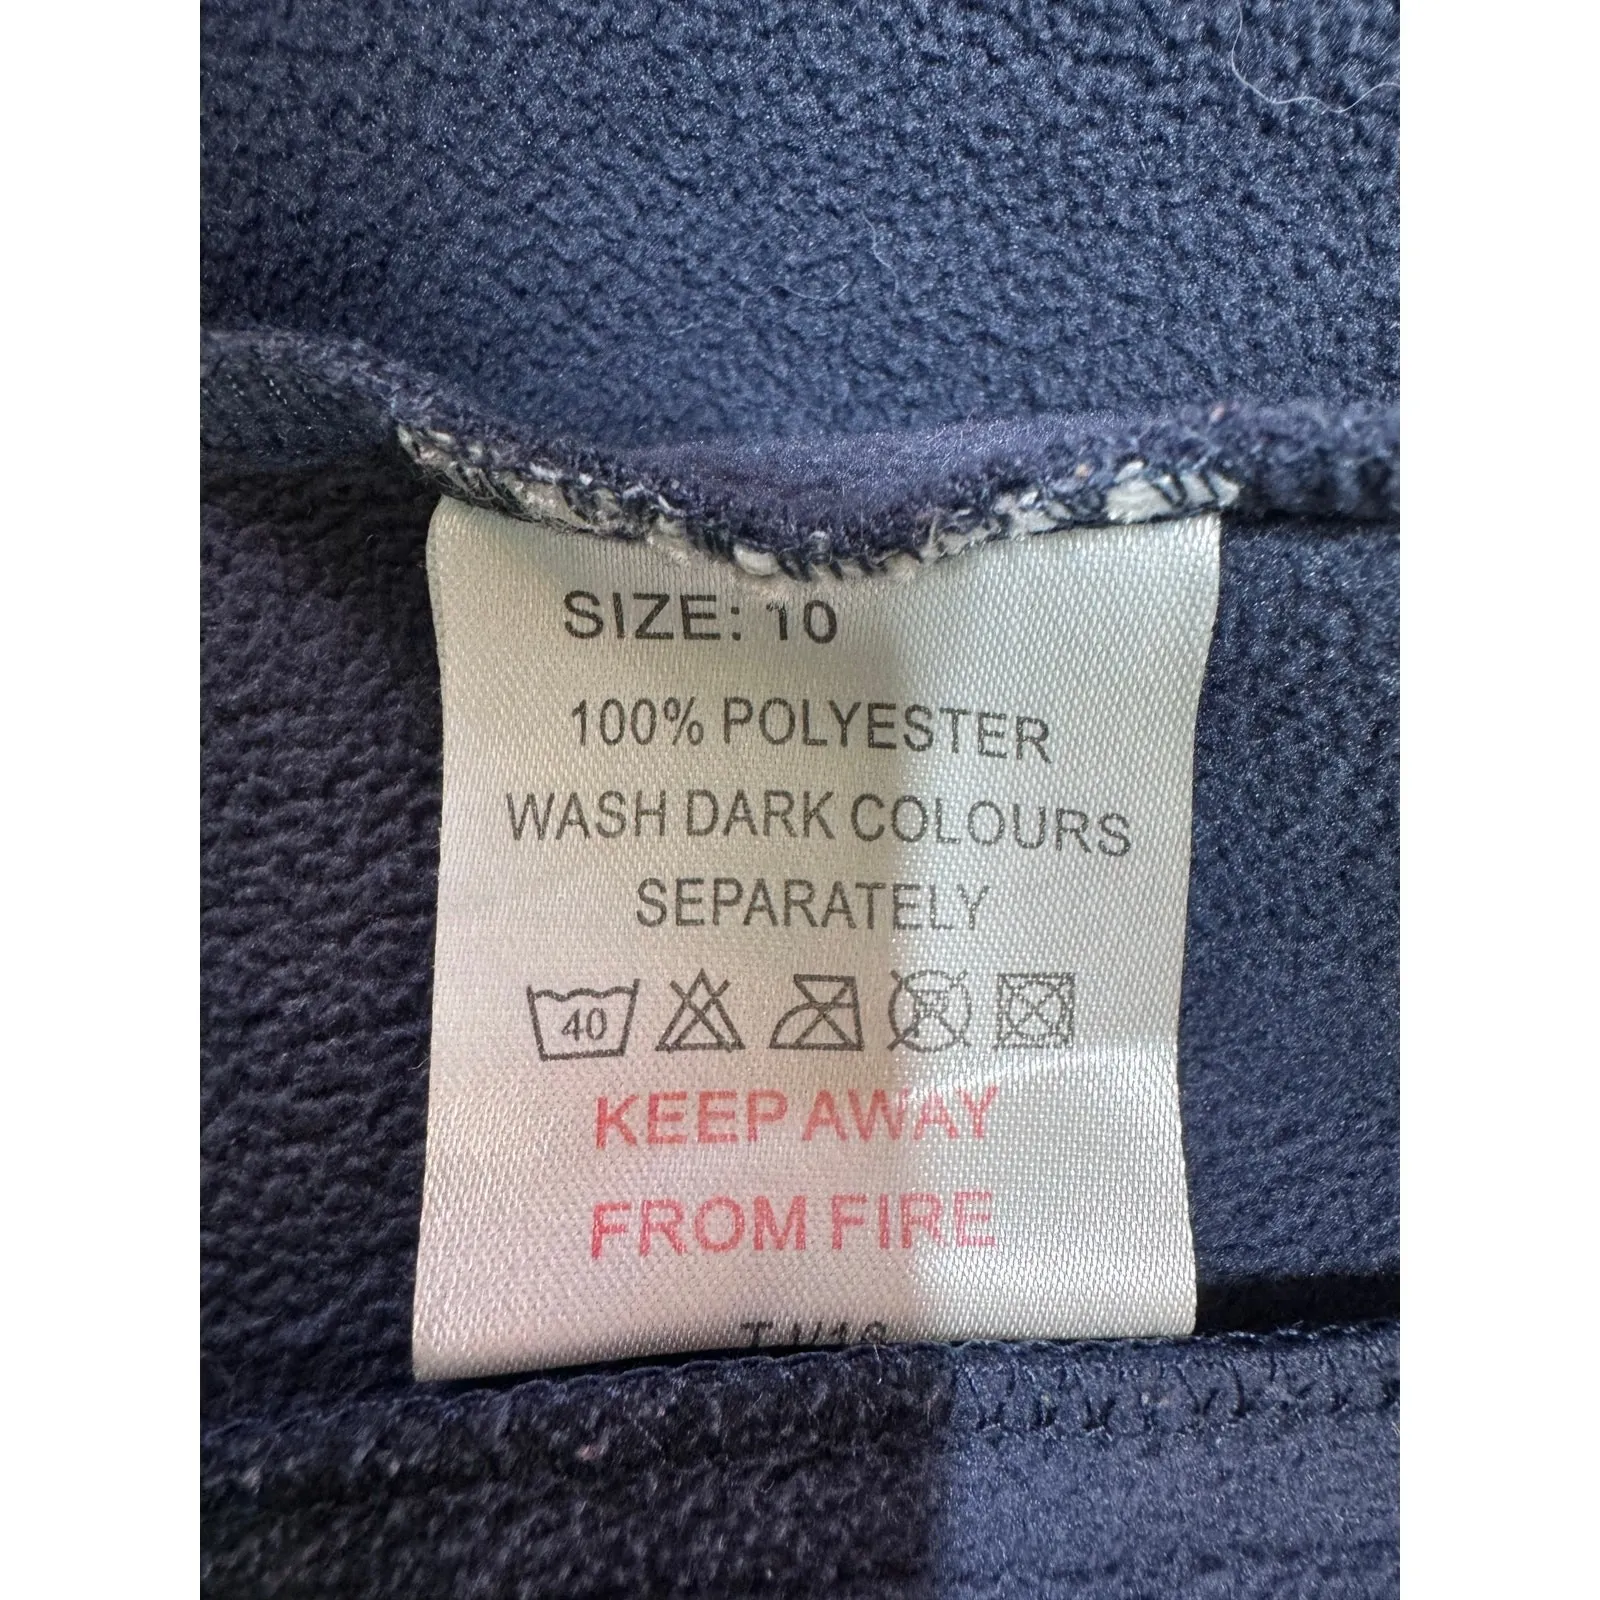 SIZE: 10
100% POLYESTER
WASH DARK COLOURS
SEPARATELY
40
KEEP AWAY
FROM FIRE